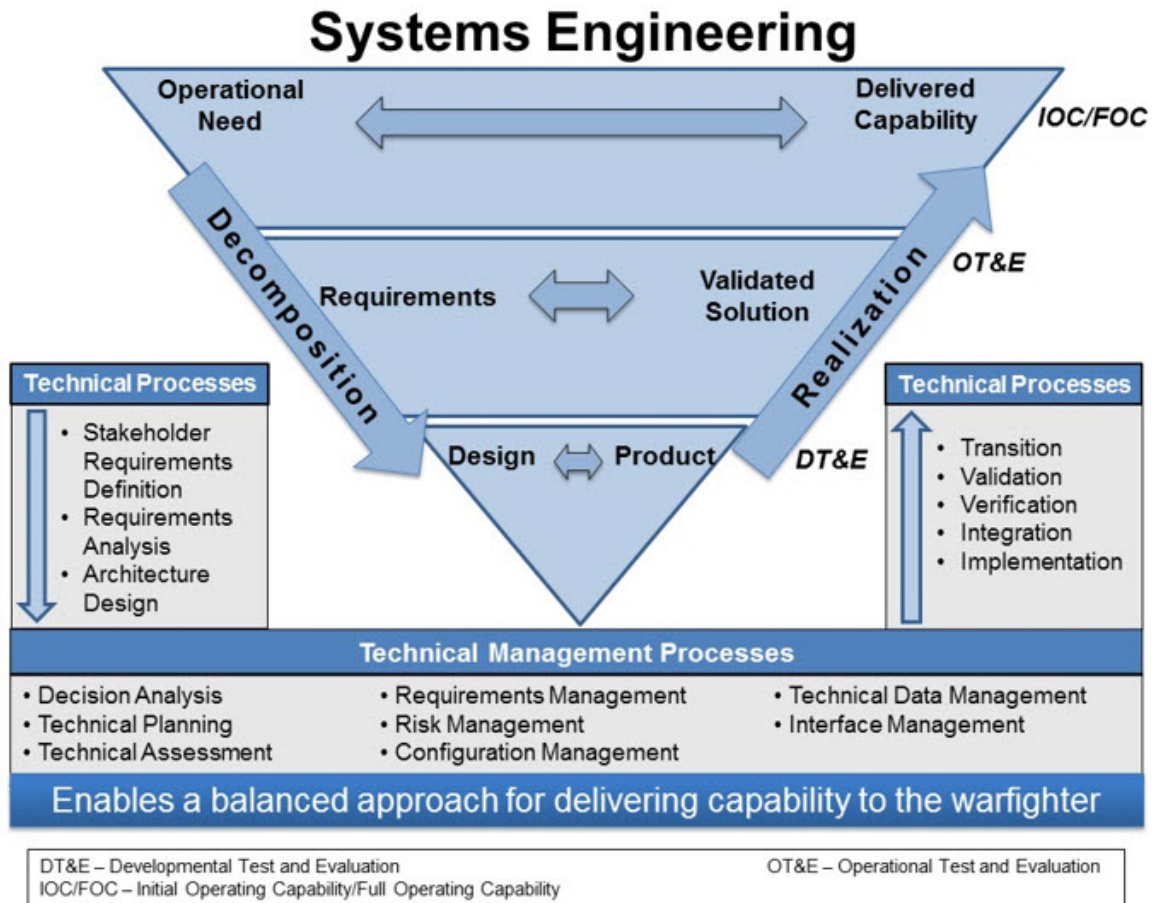 Systems Engineering
Operational
Need
Delivered
Capability
IOC/FOC
Decomposition
Realization
OT&E
Requirements
Validated
Solution
Design
Product
DT&E
Technical Processes
• Stakeholder
Requirements
Definition
• Requirements
Analysis
• Architecture
Design
Technical Processes
• Transition
• Validation
• Verification
• Integration
• Implementation
Technical Management Processes
• Decision Analysis
• Technical Planning
• Technical Assessment
• Requirements Management
• Risk Management
• Configuration Management
• Technical Data Management
• Interface Management
Enables a balanced approach for delivering capability to the warfighter
DT&E – Developmental Test and Evaluation
OT&E – Operational Test and Evaluation
IOC/FOC – Initial Operating Capability/Full Operating Capability